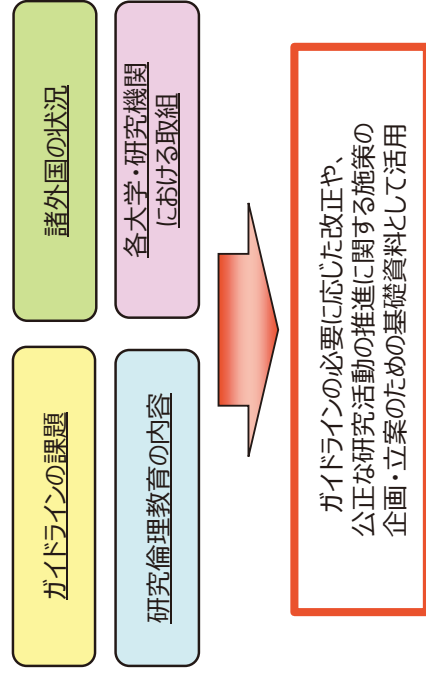 ガイドラインの課題
諸外国の状況
研究倫理教育の内容
各大学・研究機関
における取組
ガイドラインの必要に応じた改正や、
公正な研究活動の推進に関する施策の
企画・立案のための基礎資料として活用